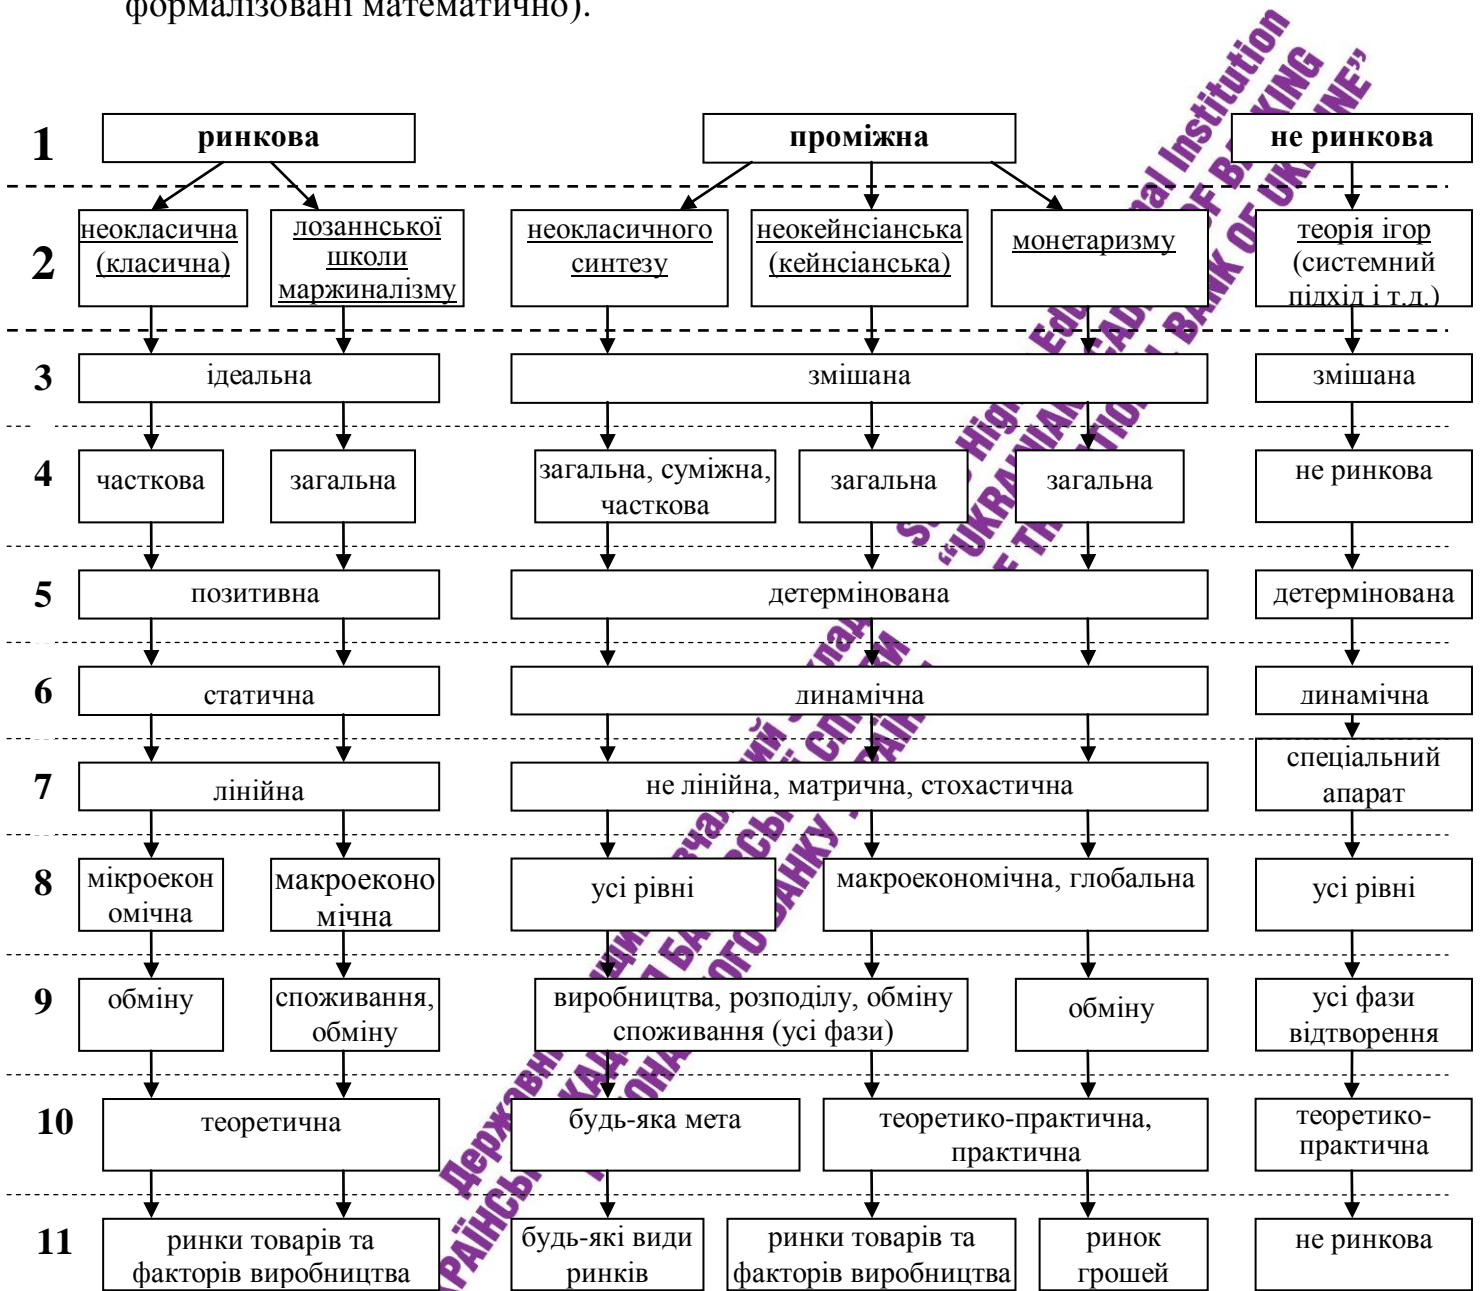 формалізовані математично).
1
ринкова
проміжна
не ринкова
2
неокласична
(класична)
лозаннської
школи
маржиналізму
неокласичного
синтезу
неокейнсіанська
(кейнсіанська)
монетаризму
теорія ігор
(системний
підхід і т.д.)
3
ідеальна
змішана
змішана
4
часткова
загальна
загальна, суміжна,
часткова
загальна
загальна
не ринкова
5
позитивна
детермінована
детермінована
6
статична
динамічна
динамічна
7
лінійна
не лінійна, матрична, стохастична
спеціальний
апарат
8
мікроекон
омічна
макроеконо
мічна
усі рівні
макроекономічна, глобальна
усі рівні
9
обміну
споживання,
обміну
виробництва, розподілу, обміну
споживання (усі фази)
обміну
усі фази
відтворення
10
теоретична
будь-яка мета
теоретико-практична,
практична
теоретико-
практична
11
ринки товарів та
факторів виробництва
будь-які види
ринків
ринки товарів та
факторів виробництва
ринок
грошей
не ринкова
Institution
OF BANKING
BANK OF